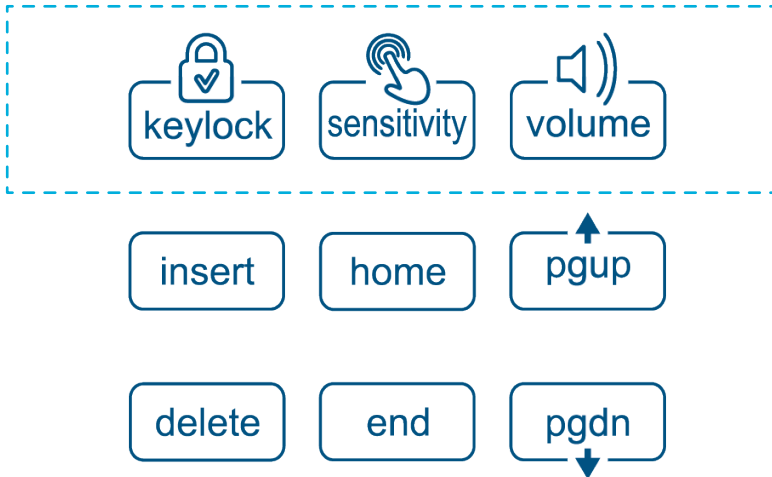 keylock sensitivity volume
insert home pgup
delete end pgdn